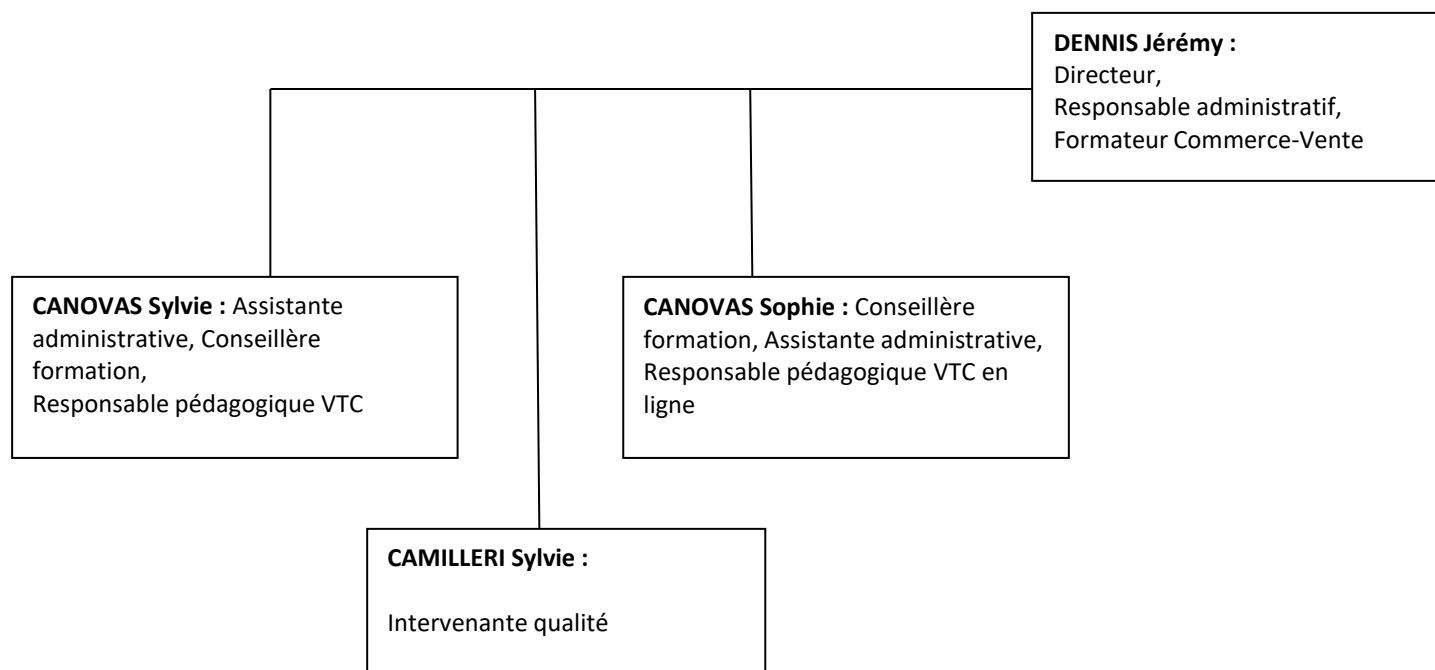 DENNIS Jérémy :
Directeur,
Responsable administratif,
Formateur Commerce-Vente
CANOVAS Sylvie : Assistante
administrative, Conseillère
formation,
Responsable pédagogique VTC
CANOVAS Sophie : Conseillère
formation, Assistante administrative,
Responsable pédagogique VTC en
ligne
CAMILLERI Sylvie :
Intervenante qualité